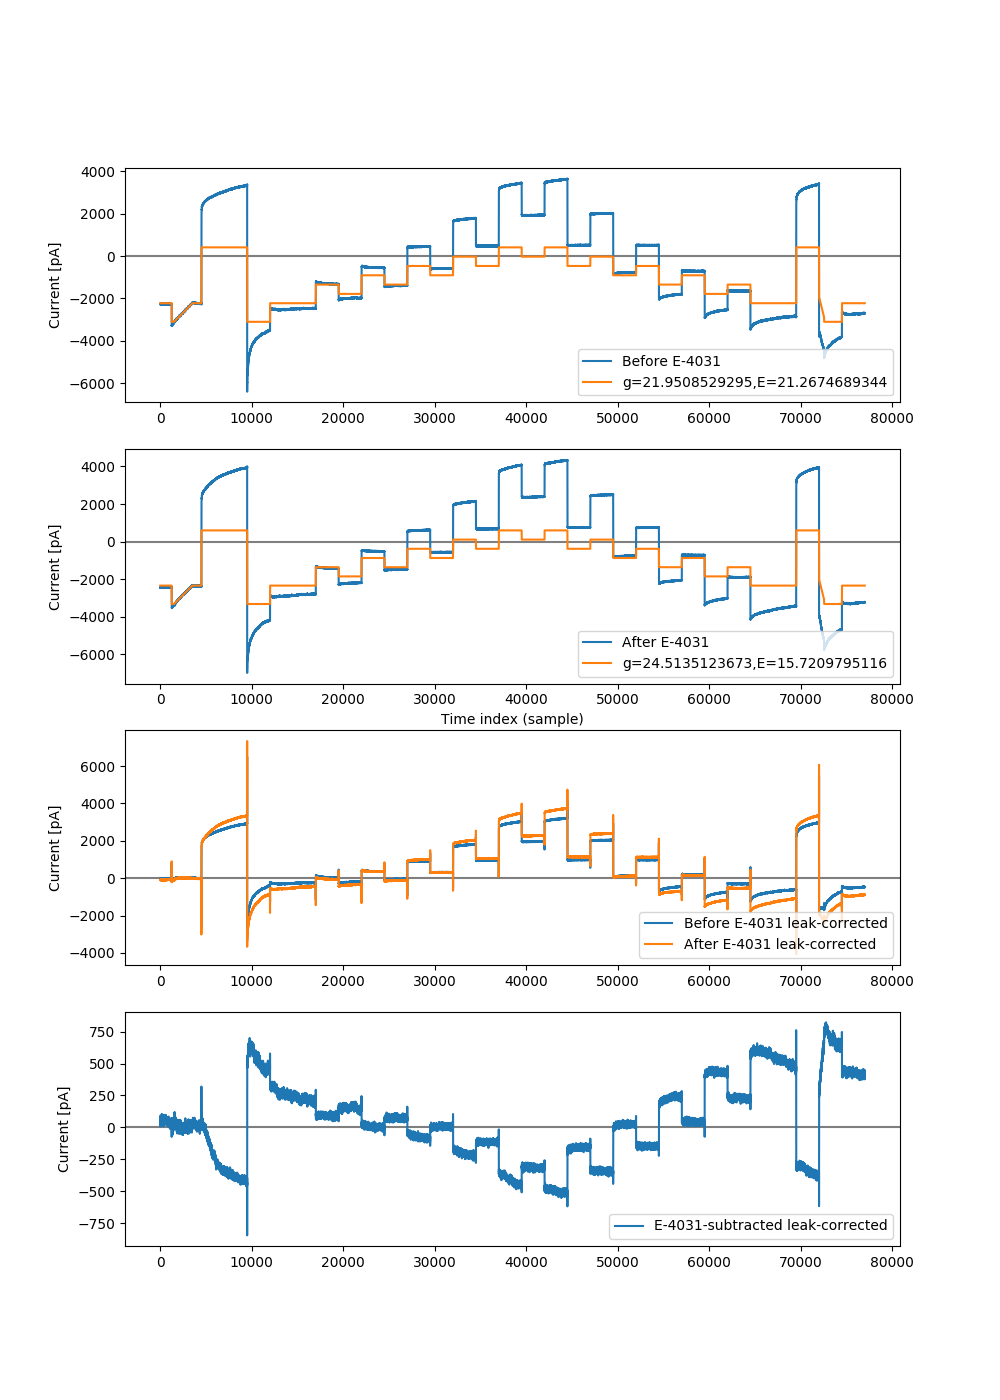 4000
2000
0
−2000
−4000
−6000
Current [pA]
Before E-4031
g=21.9508529295,E=21.2674689344
0 10000 20000 30000 40000 50000 60000 70000 80000
4000
2000
0
−2000
−4000
−6000
Current [pA]
After E-4031
g=24.5135123673,E=15.7209795116
0 10000 20000 30000 40000 50000 60000 70000 80000
Time index (sample)
6000
4000
2000
0
−2000
−4000
Current [pA]
Before E-4031 leak-corrected
After E-4031 leak-corrected
0 10000 20000 30000 40000 50000 60000 70000 80000
750
500
250
0
−250
−500
−750
Current [pA]
E-4031-subtracted leak-corrected
0 10000 20000 30000 40000 50000 60000 70000 80000